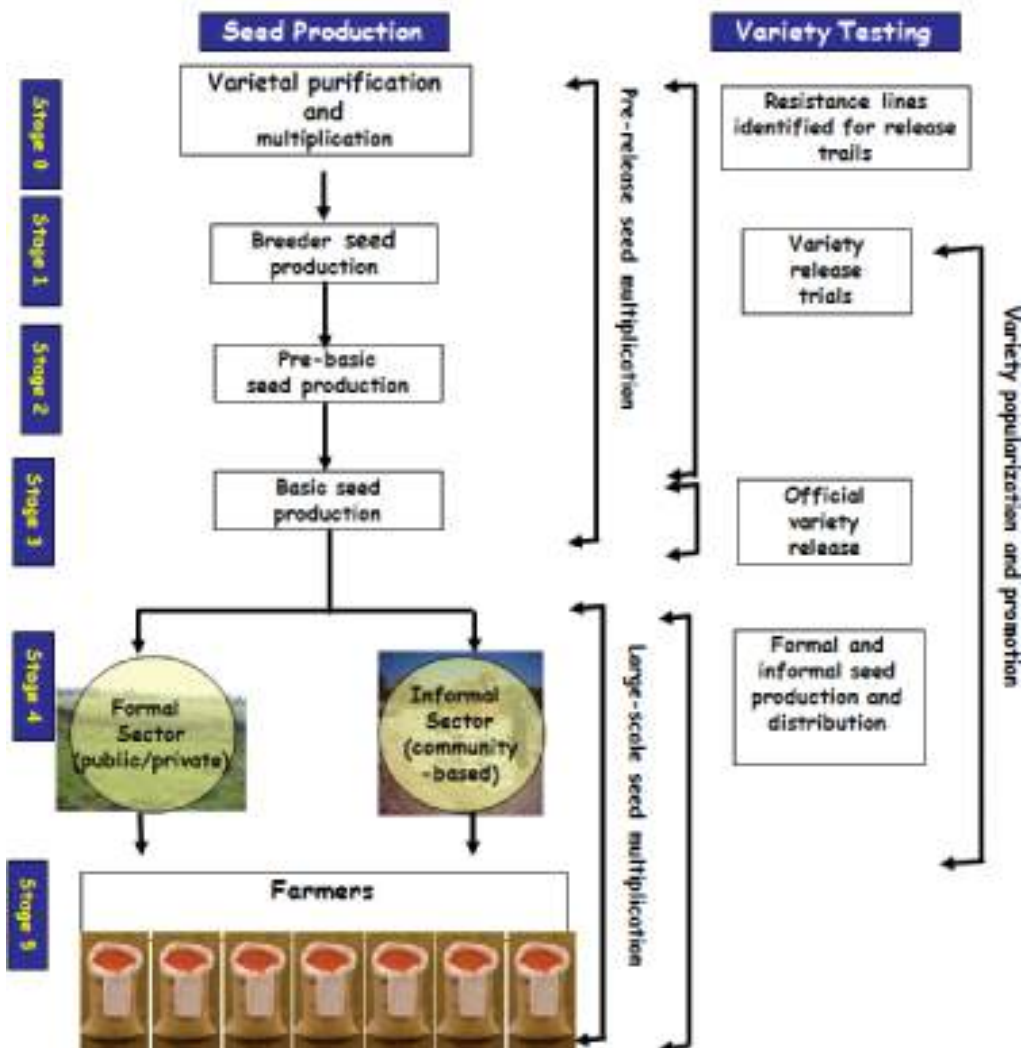 Seed Production
Variety Testing
Stage 0
Varietal purification
and
multiplication
Resistance lines
identified for release
trails
Pre-release seed multiplication
Stage 1
Breeder seed
production
Variety
release
trials
Stage 2
Pre-basic
seed production
Variety popularization and promotion
Stage 3
Basic seed
production
Official
variety
release
Stage 4
Formal
Sector
(public/private)
Informal
Sector
(community
-based)
Large-scale seed multiplication
Formal and
informal seed
production and
distribution
Stage 5
Farmers